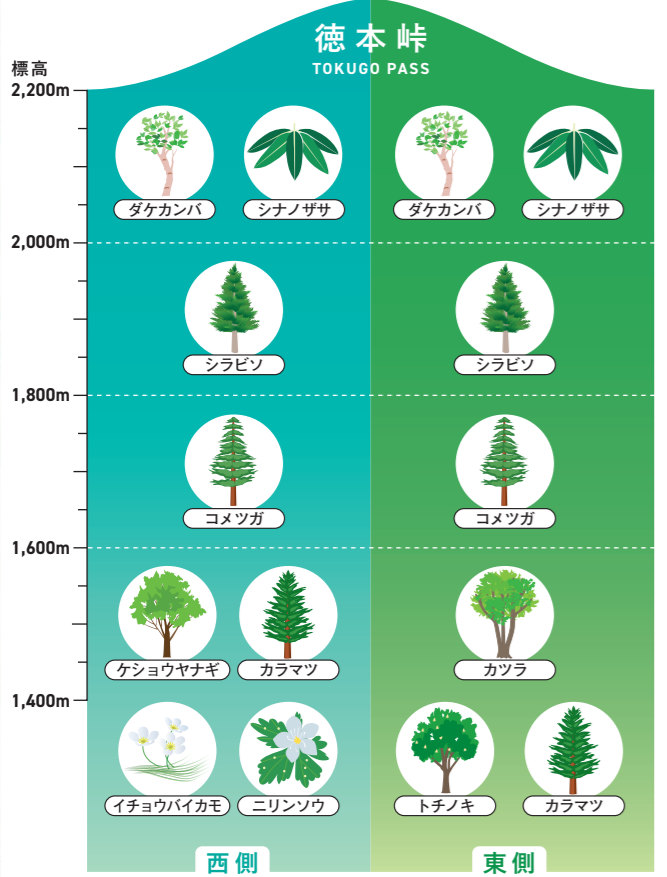 徳本峠
TOKUGO PASS
標高
2,200m
ダケカンバ
シナノザサ
ダケカンバ
シナノザサ
2,000m
シラビソ
シラビソ
1,800m
コメツガ
コメツガ
1,600m
ケショウヤナギ
カラマツ
カツラ
1,400m
イチョウバイカモ
ニリンソウ
トチノキ
カラマツ
西側
東側